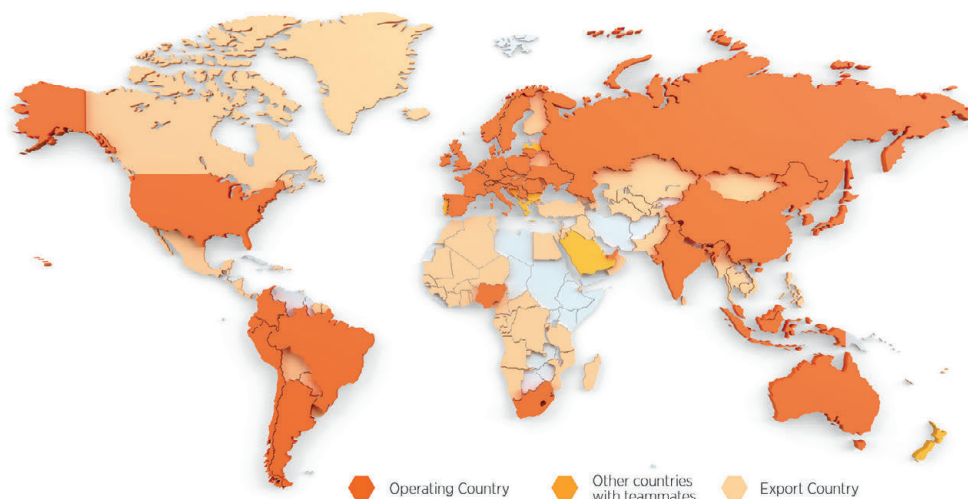 Operating Country
Other countries
with teammates
Export Country